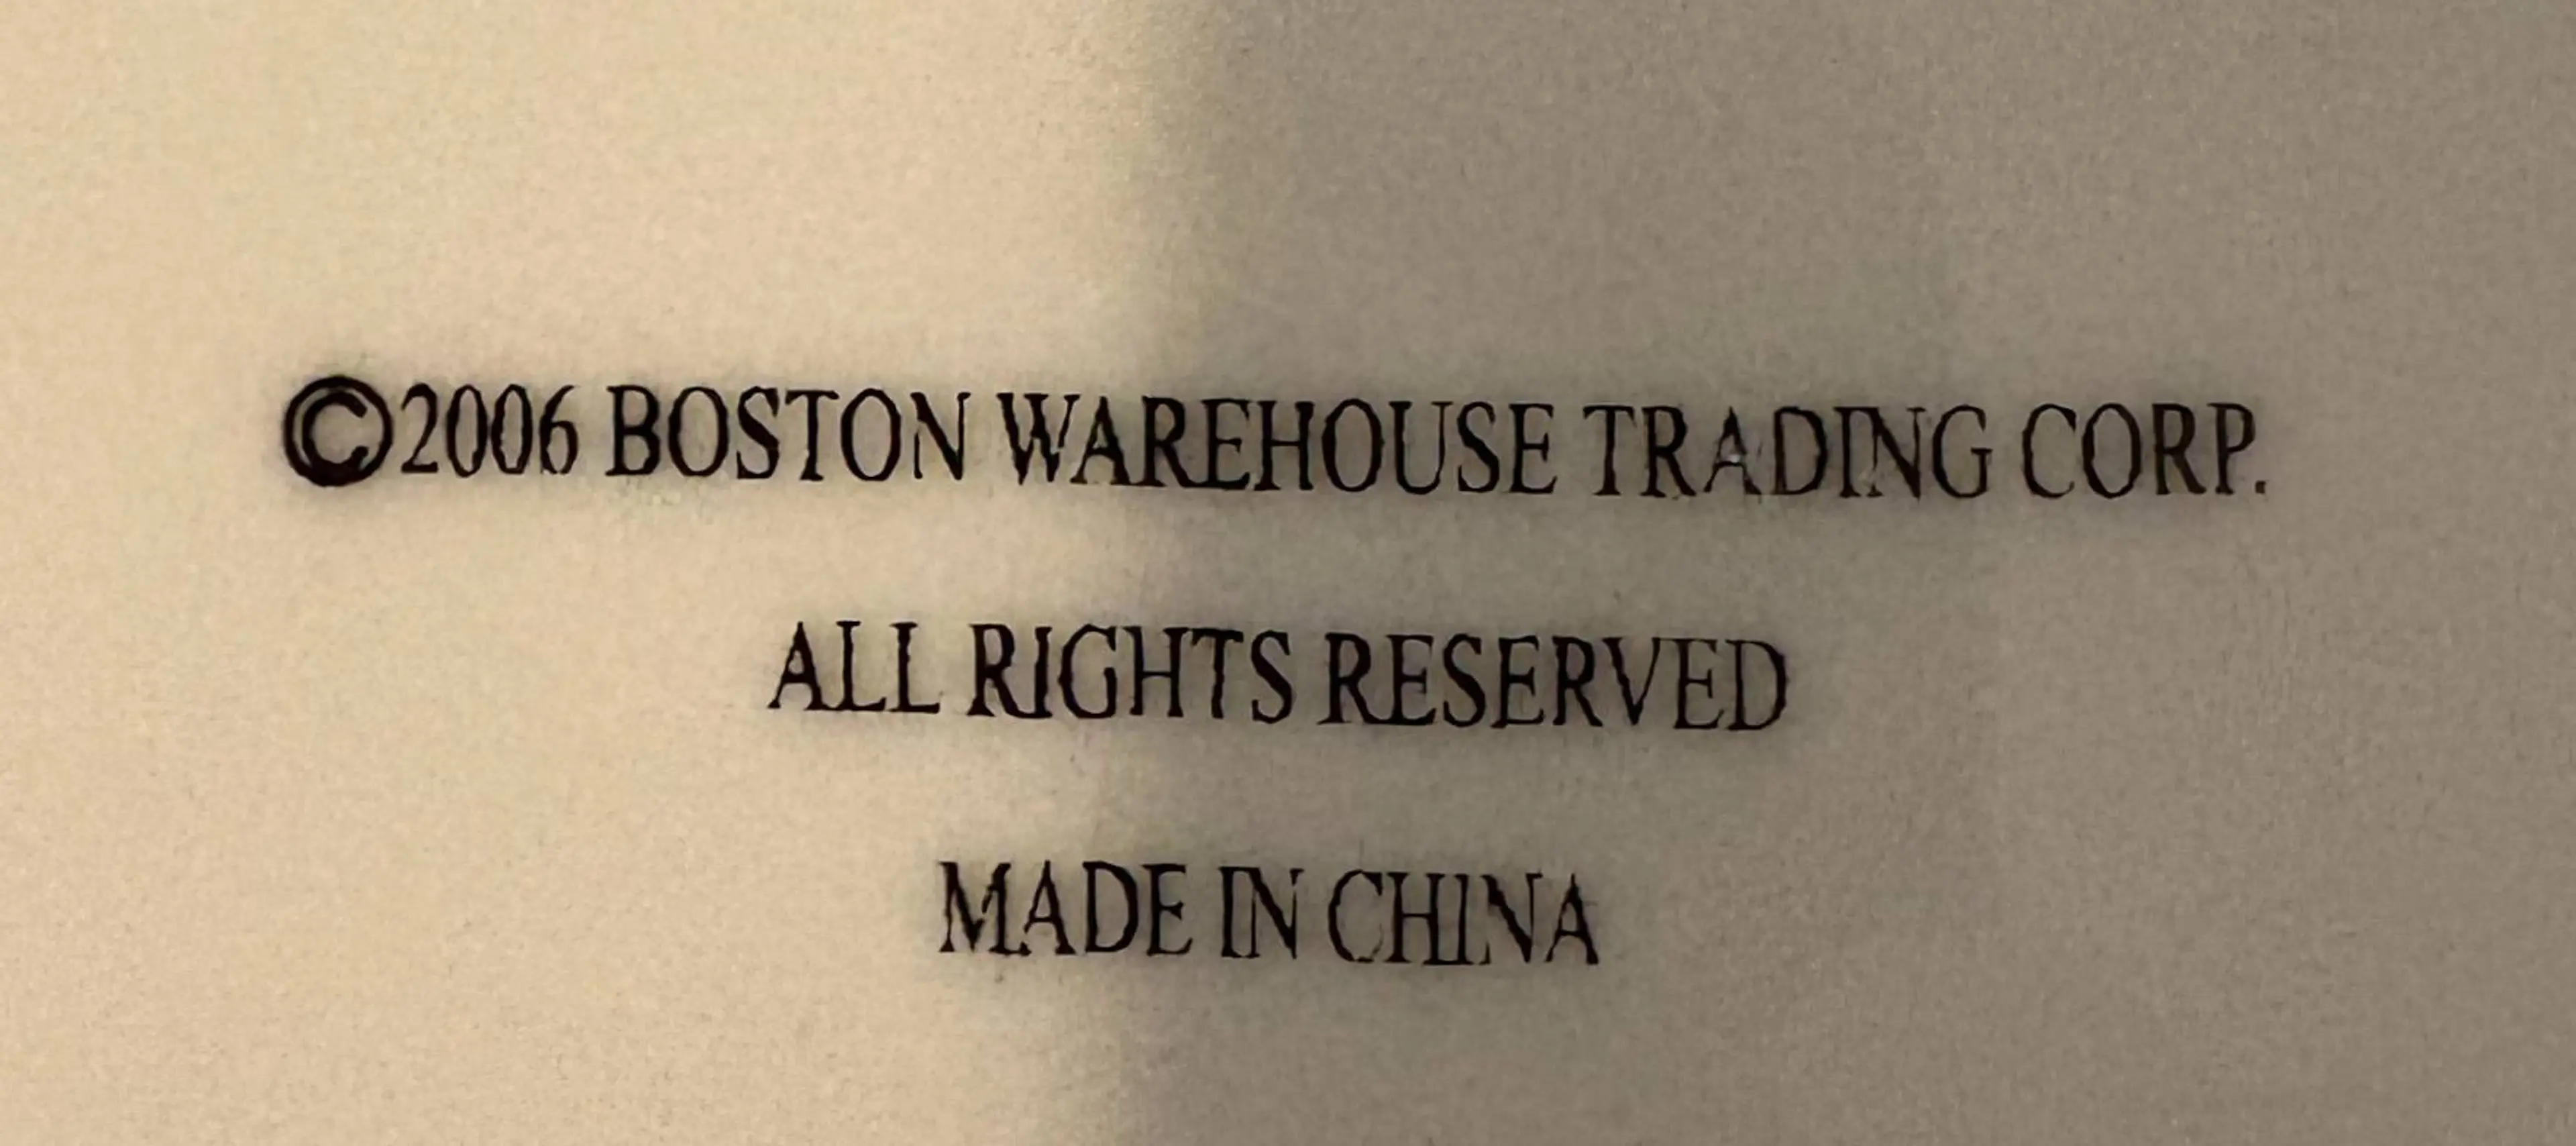 ©2006 BOSTON WAREHOUSE TRADING CORP.
ALL RIGHTS RESERVED
MADE IN CHINA